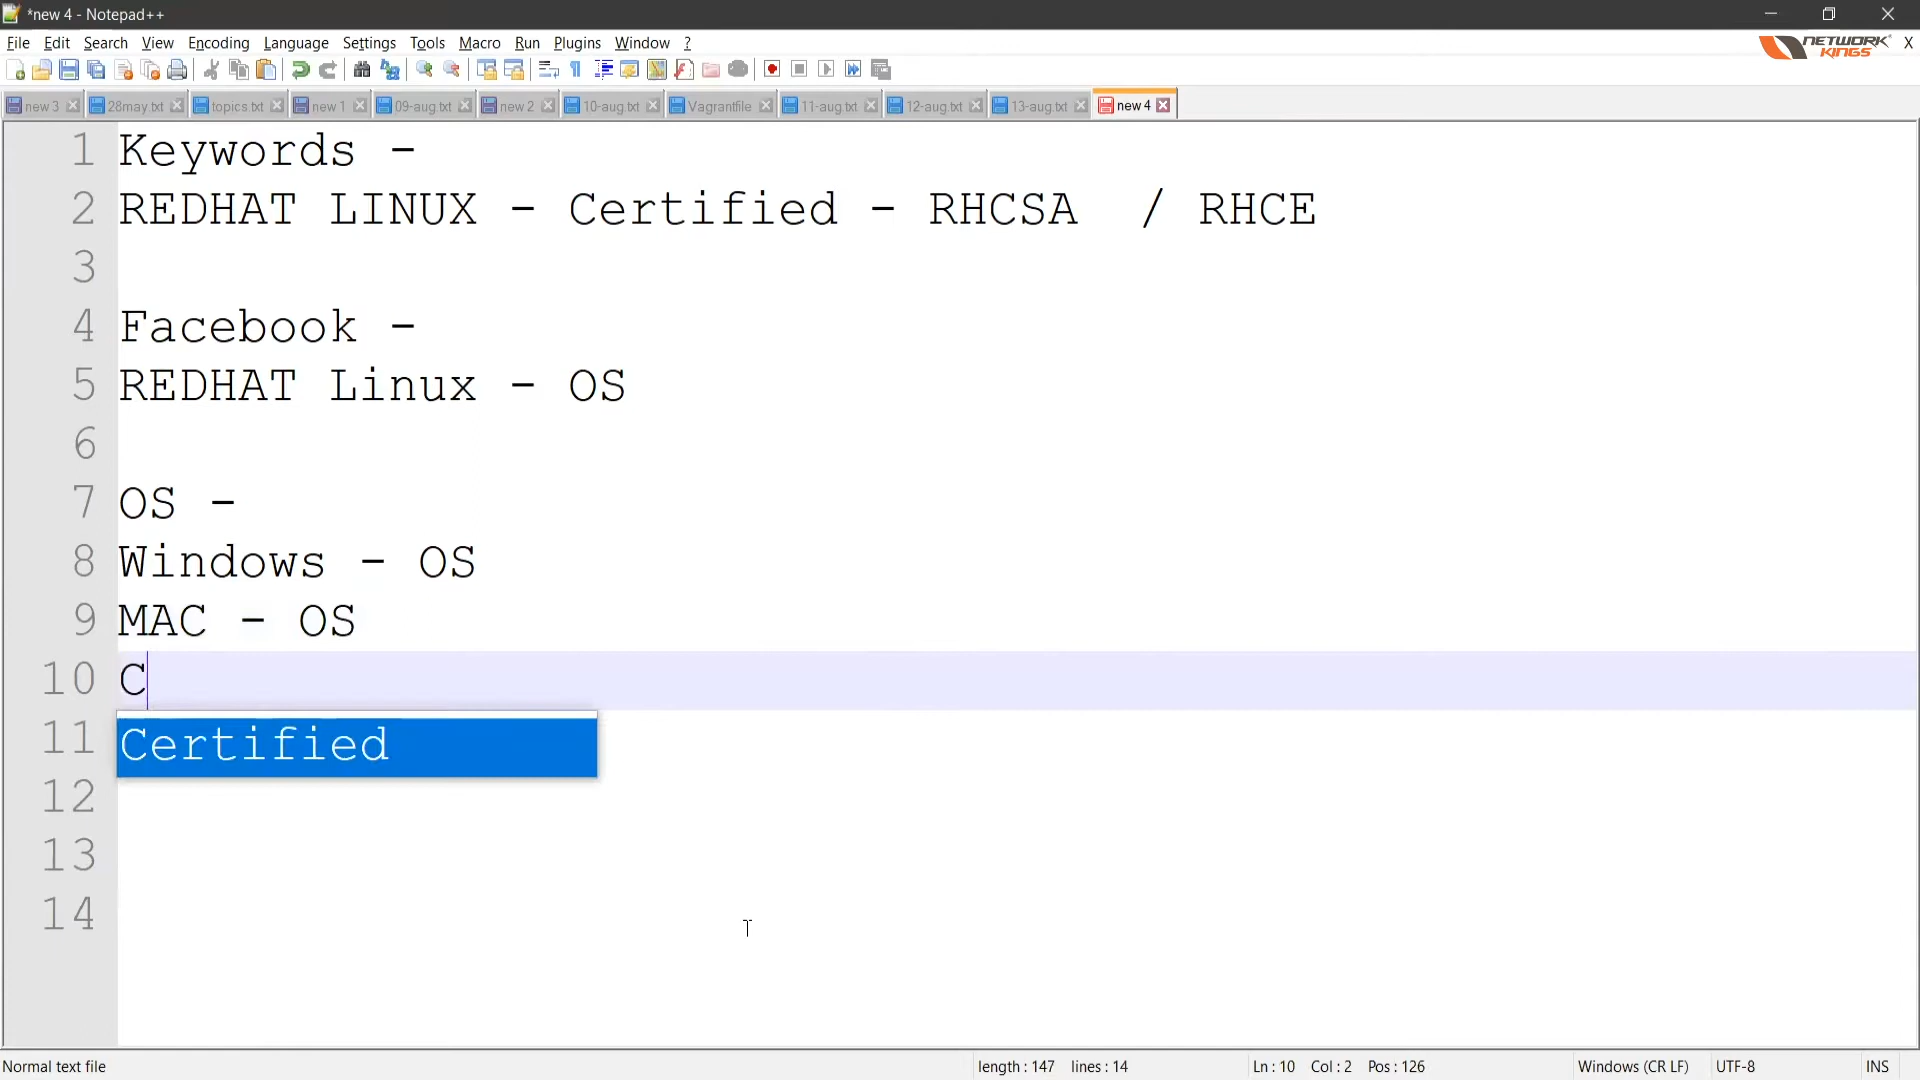 *new 4 - Notepad++
File Edit Search View Encoding Language Settings Tools Macro Run Plugins Window ? X
NETWORK KINGS
new 3 28may.txt topics.txt new 1 09-aug.txt new 2 10-aug.txt Vagrantfile 11-aug.txt 12-aug.txt 13-aug.txt new 4
1 Keywords -
2 REDHAT LINUX - Certified - RHCSA / RHCE
3
4 Facebook -
5 REDHAT Linux - OS
6
7 OS -
8 Windows - OS
9 MAC - OS
10 C
11 Certified
12
13
14
Normal text file length : 147 lines : 14 Ln : 10 Col : 2 Pos : 126 Windows (CR LF) UTF-8 INS